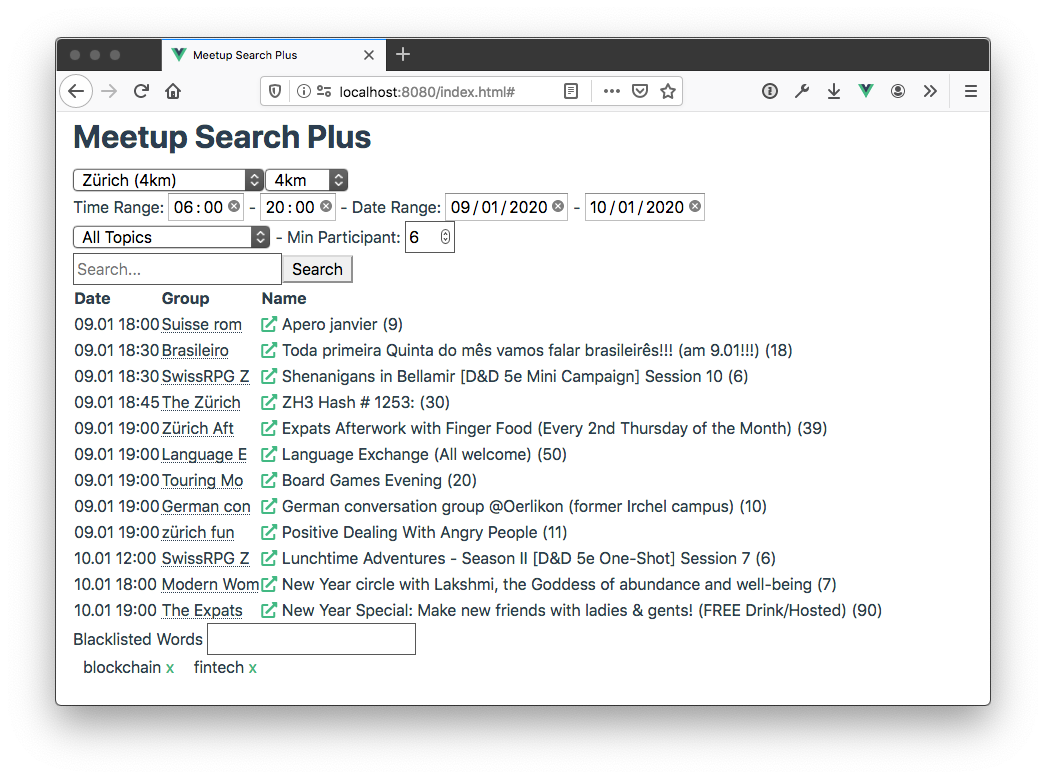 Meetup Search Plus
localhost:8080/index.html#
Meetup Search Plus
Zürich (4km) 4km
Time Range: 06:00 - 20:00 - Date Range: 09/01/2020 - 10/01/2020
All Topics - Min Participant: 6
Search... Search
Date Group Name
09.01 18:00 Suisse rom Apero janvier (9)
09.01 18:30 Brasileiro Toda primeira Quinta do mês vamos falar brasileirês!!! (am 9.01!!!) (18)
09.01 18:30 SwissRPG Z Shenanigans in Bellamir [D&D 5e Mini Campaign] Session 10 (6)
09.01 18:45 The Zürich ZH3 Hash # 1253: (30)
09.01 19:00 Zürich Aft Expats Afterwork with Finger Food (Every 2nd Thursday of the Month) (39)
09.01 19:00 Language E Language Exchange (All welcome) (50)
09.01 19:00 Touring Mo Board Games Evening (20)
09.01 19:00 German con German conversation group @Oerlikon (former Irchel campus) (10)
09.01 19:00 zürich fun Positive Dealing With Angry People (11)
10.01 12:00 SwissRPG Z Lunchtime Adventures - Season II [D&D 5e One-Shot] Session 7 (6)
10.01 18:00 Modern Wom New Year circle with Lakshmi, the Goddess of abundance and well-being (7)
10.01 19:00 The Expats New Year Special: Make new friends with ladies & gents! (FREE Drink/Hosted) (90)
Blacklisted Words
blockchain x fintech x